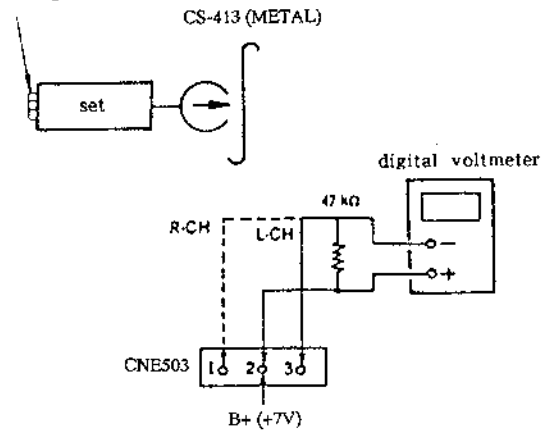 CS-413 (METAL)
set
digital voltmeter
47 kΩ
R-CH
L-CH
−
+
CNE503
1 2 3
B+ (+7V)